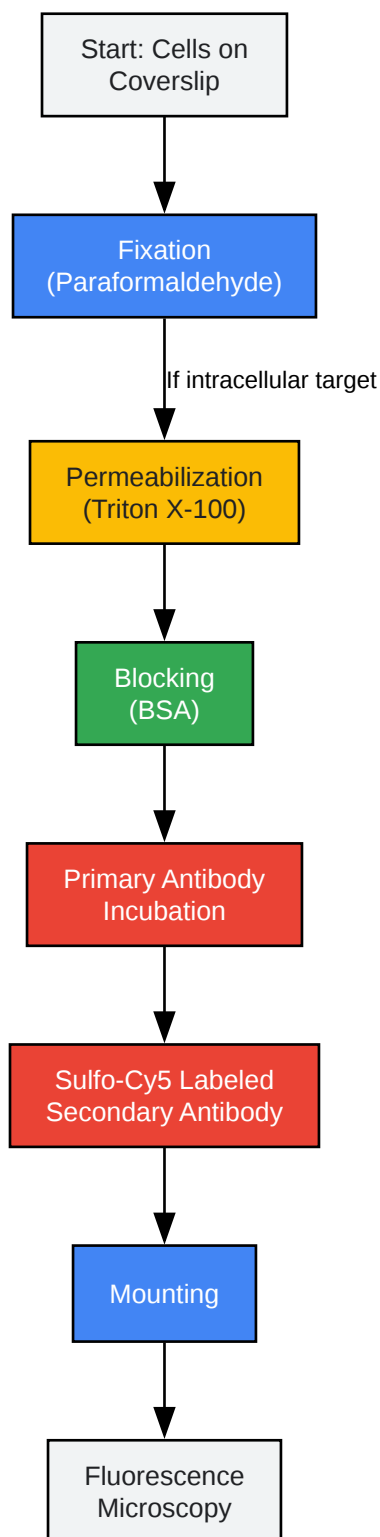 Start: Cells on
Coverslip
Fixation
(Paraformaldehyde)
If intracellular target
Permeabilization
(Triton X-100)
Blocking
(BSA)
Primary Antibody
Incubation
Sulfo-Cy5 Labeled
Secondary Antibody
Mounting
Fluorescence
Microscopy